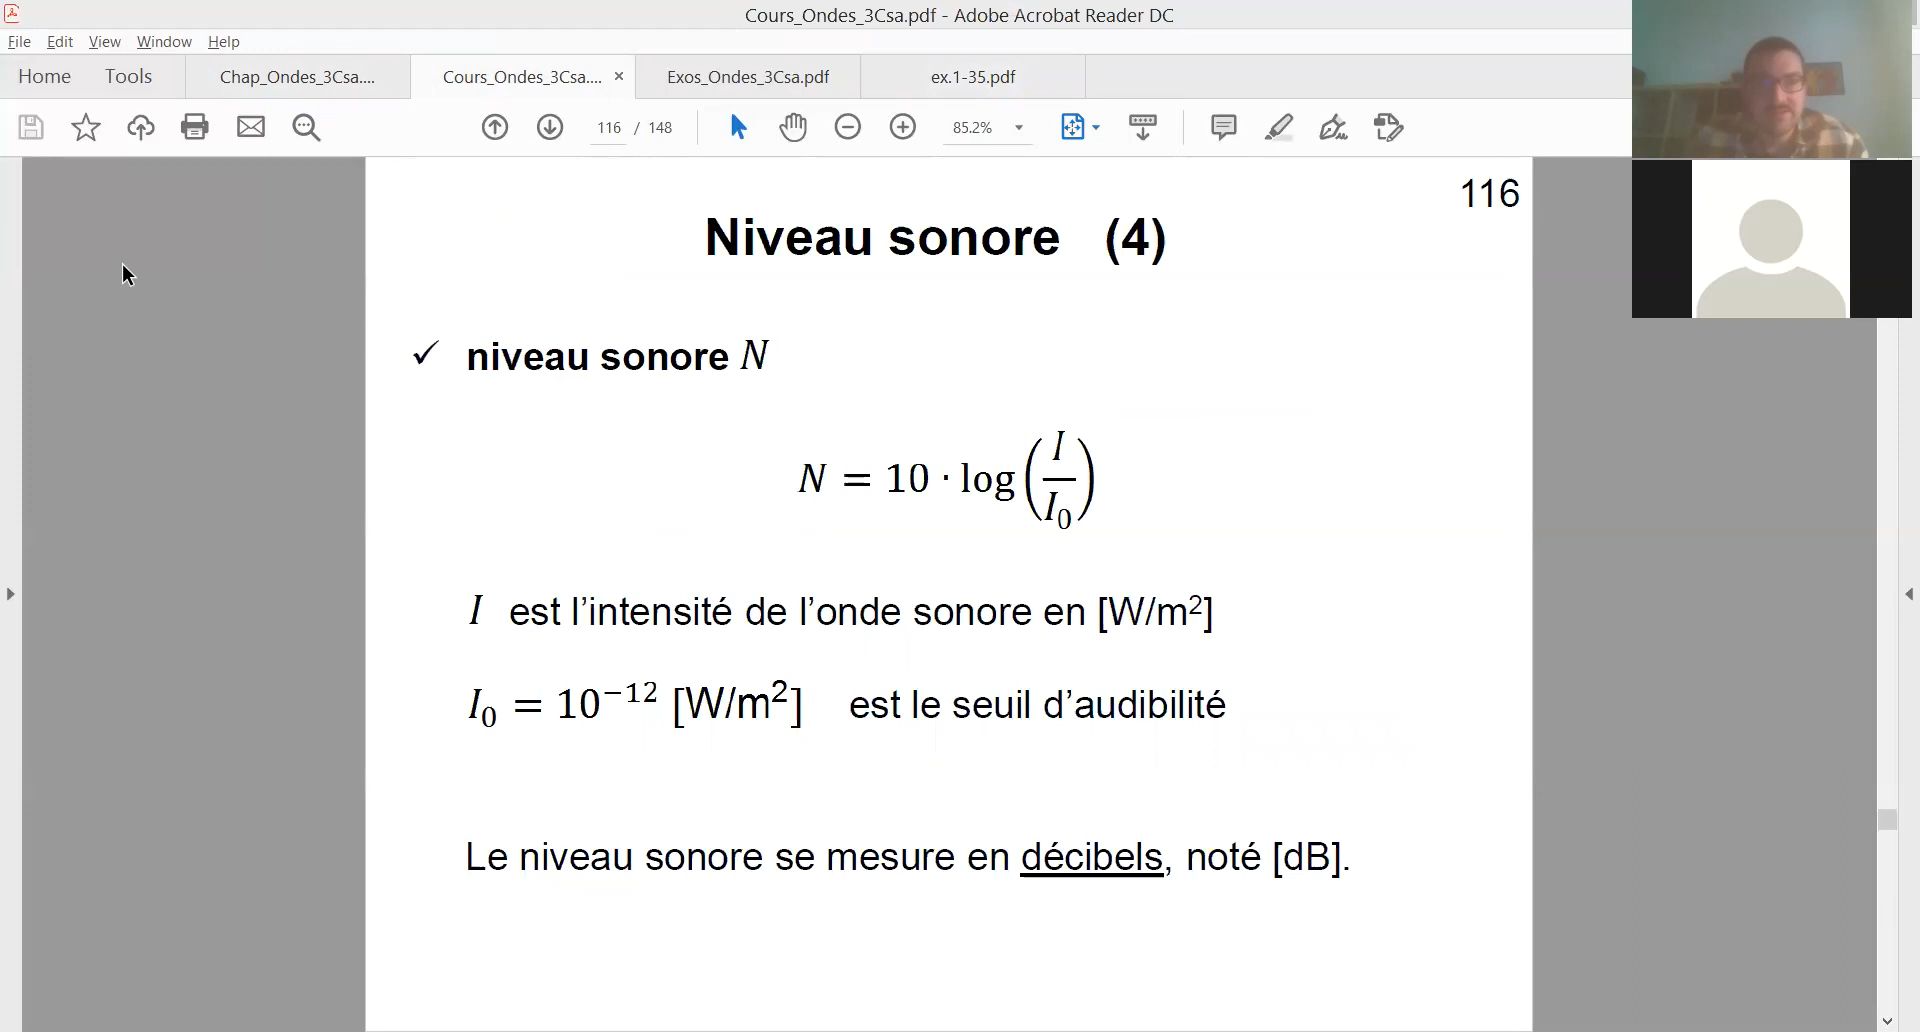 Cours_Ondes_3Csa.pdf - Adobe Acrobat Reader DC
File Edit View Window Help
Home Tools Chap_Ondes_3Csa.... Cours_Ondes_3Csa.... × Exos_Ondes_3Csa.pdf ex.1-35.pdf
116 / 148 85.2%
116
Niveau sonore (4)
✓ niveau sonore N
N = 10 · log(I/I₀)
I est l’intensité de l’onde sonore en [W/m²]
I₀ = 10⁻¹² [W/m²] est le seuil d’audibilité
Le niveau sonore se mesure en décibels, noté [dB].